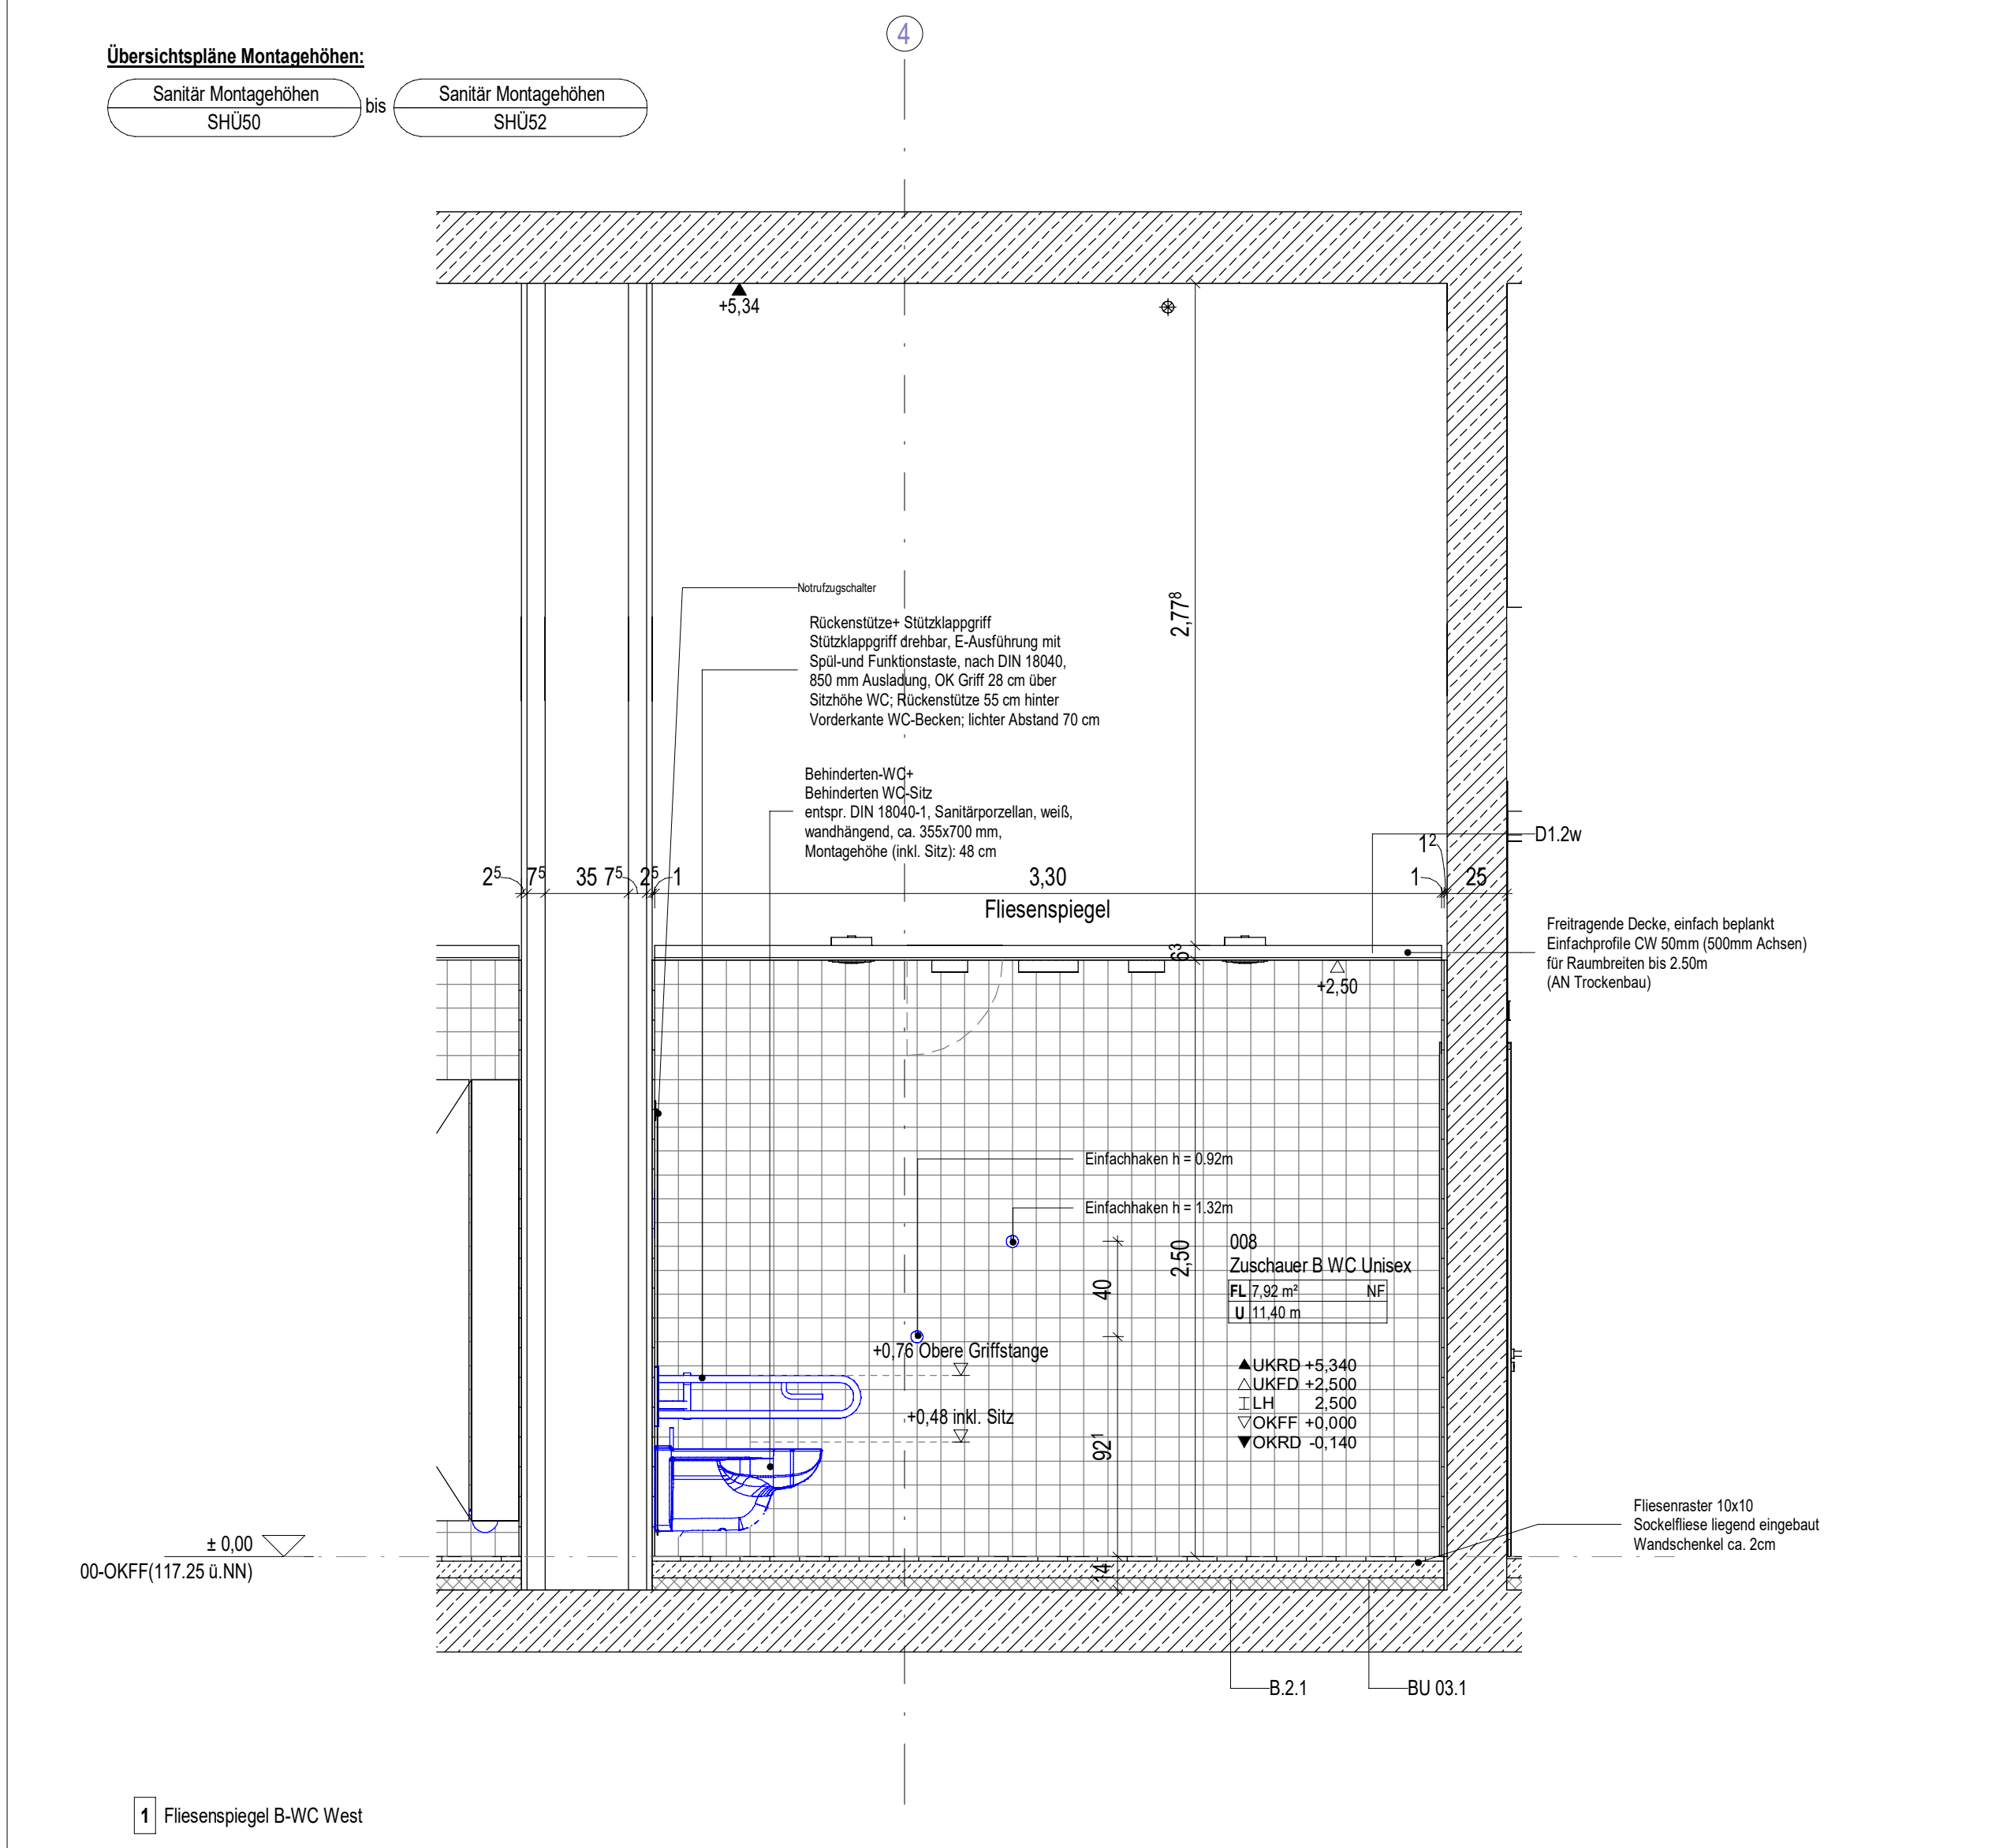 4
Übersichtspläne Montagehöhen:
Sanitär Montagehöhen
SHÜ50
bis
Sanitär Montagehöhen
SHÜ52
+5,34
2,77⁸
Notrufzugschalter
Rückenstütze+ Stützklappgriff
Stützklappgriff drehbar, E-Ausführung mit
Spül-und Funktionstaste, nach DIN 18040,
850 mm Ausladung, OK Griff 28 cm über
Sitzhöhe WC; Rückenstütze 55 cm hinter
Vorderkante WC-Becken; lichter Abstand 70 cm
Behinderten-WC+
Behinderten WC-Sitz
entspr. DIN 18040-1, Sanitärporzellan, weiß,
wandhängend, ca. 355x700 mm,
Montagehöhe (inkl. Sitz): 48 cm
D1.2w
1²
2⁵ 7⁵ 35 7⁵ 2⁵ 1 3,30 1 25
Fliesenspiegel
Freitragende Decke, einfach beplankt
Einfachprofile CW 50mm (500mm Achsen)
für Raumbreiten bis 2.50m
(AN Trockenbau)
6³
+2,50
Einfachhaken h = 0.92m
Einfachhaken h = 1.32m
2,50
40
92¹
14
008
Zuschauer B WC Unisex
FL 7,92 m² NF
U 11,40 m
+0,76 Obere Griffstange
+0,48 inkl. Sitz
▲UKRD +5,340
△UKFD +2,500
LH 2,500
▽OKFF +0,000
▼OKRD -0,140
Fliesenraster 10x10
Sockelfliese liegend eingebaut
Wandschenkel ca. 2cm
± 0,00
00-OKFF(117.25 ü.NN)
B.2.1
BU 03.1
1 Fliesenspiegel B-WC West